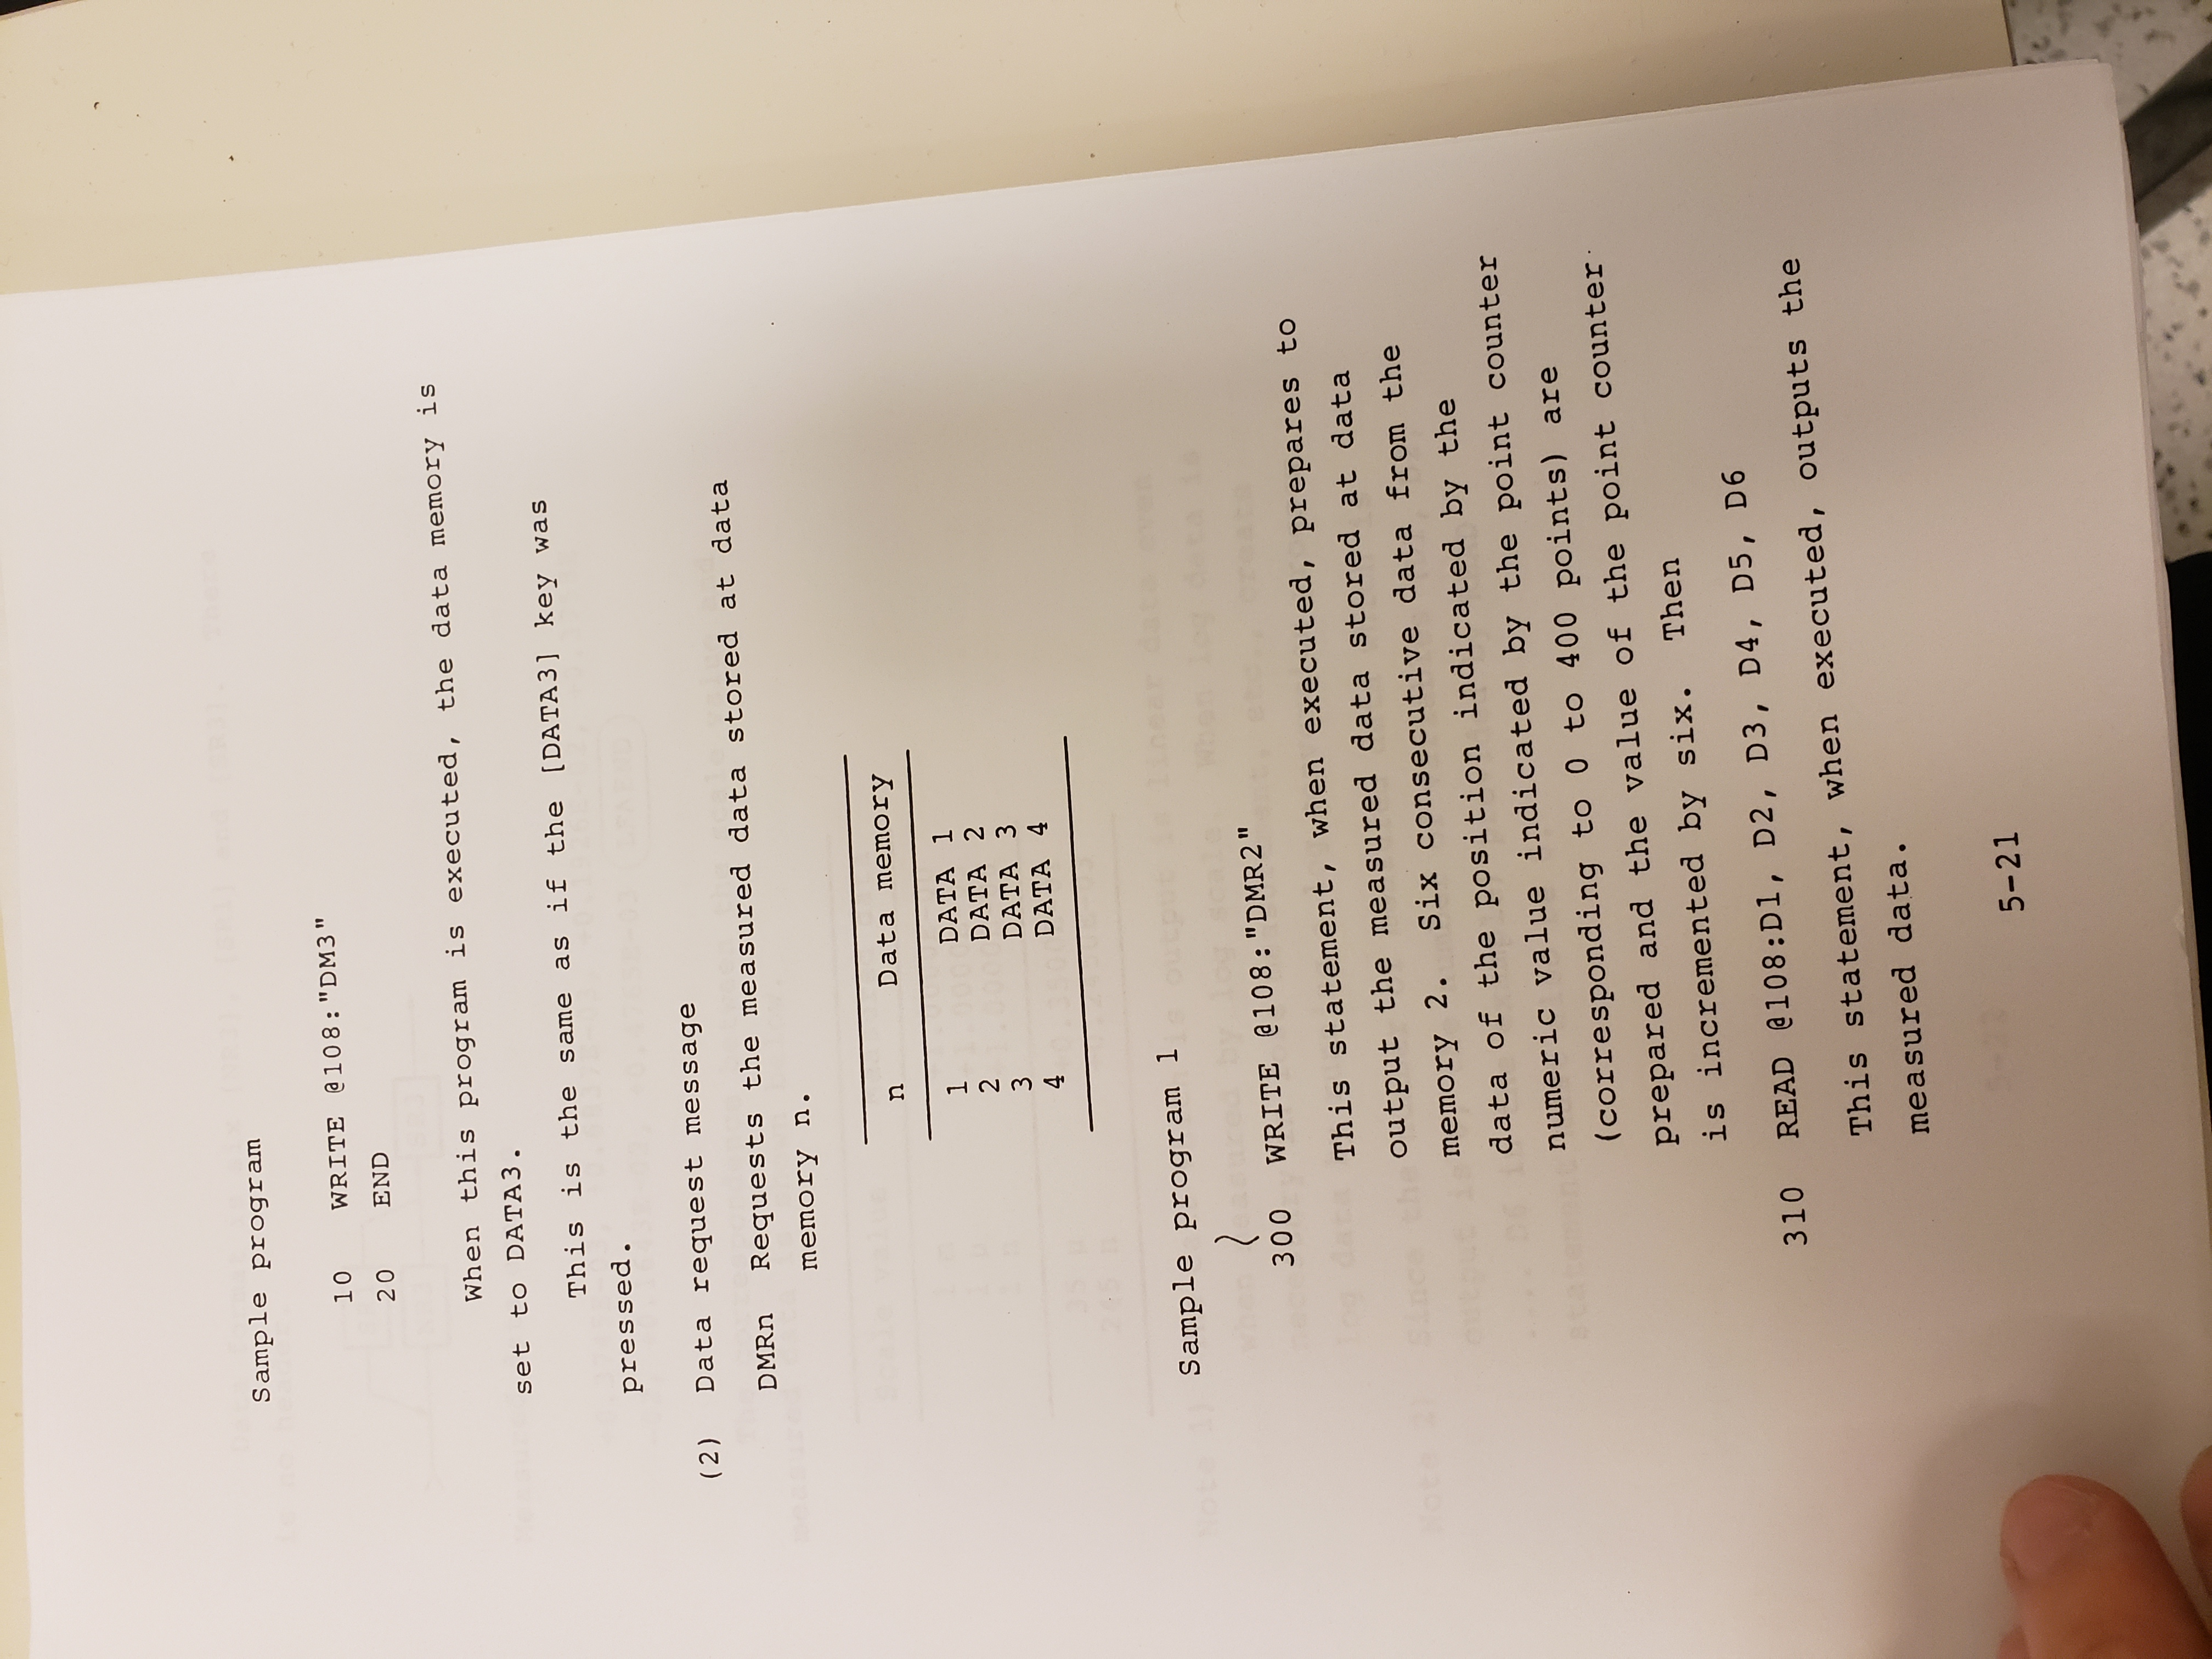 Sample program
10 WRITE @108:"DM3"
20 END
When this program is executed, the data memory is
set to DATA3.
This is the same as if the [DATA3] key was
pressed.
(2) Data request message
DMRn Requests the measured data stored at data
memory n.
n Data memory
1 DATA 1
2 DATA 2
3 DATA 3
4 DATA 4
Sample program 1
300 WRITE @108:"DMR2"
This statement, when executed, prepares to
output the measured data stored at data
memory 2. Six consecutive data from the
data of the position indicated by the
numeric value indicated by the point counter
(corresponding to 0 to 400 points) are
prepared and the value of the point counter
is incremented by six. Then
310 READ @108:D1, D2, D3, D4, D5, D6
This statement, when executed, outputs the
measured data.
5-21